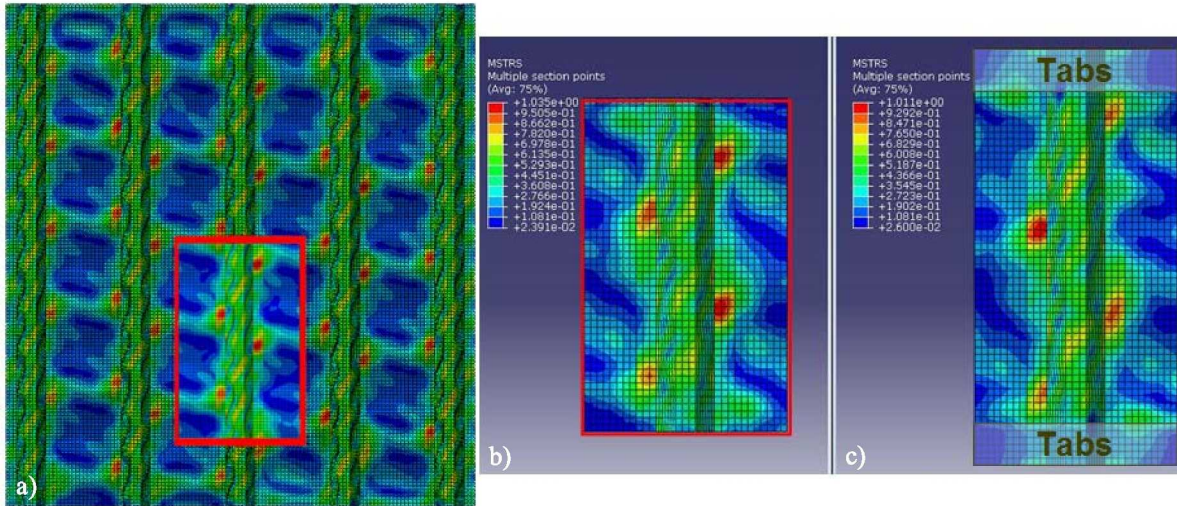 a)
MSTRS
Multiple section points
(Avg: 75%)
+1.035e+00
+9.505e-01
+8.662e-01
+7.820e-01
+6.978e-01
+6.135e-01
+5.293e-01
+4.451e-01
+3.608e-01
+2.766e-01
+1.924e-01
+1.081e-01
+2.391e-02
b)
MSTRS
Multiple section points
(Avg: 75%)
+1.011e+00
+9.292e-01
+8.471e-01
+7.650e-01
+6.829e-01
+6.008e-01
+5.187e-01
+4.366e-01
+3.545e-01
+2.723e-01
+1.902e-01
+1.081e-01
+2.600e-02
Tabs
Tabs
c)